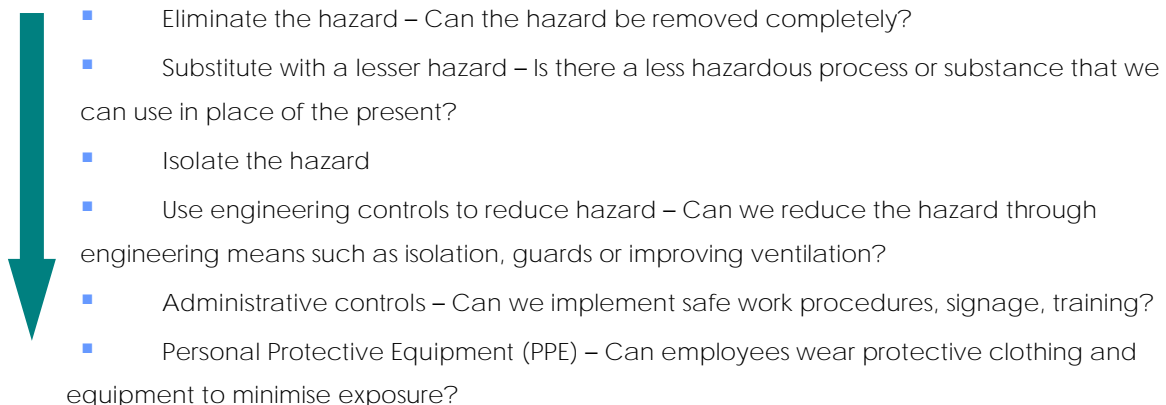 ▪ Eliminate the hazard – Can the hazard be removed completely?
▪ Substitute with a lesser hazard – Is there a less hazardous process or substance that we
can use in place of the present?
▪ Isolate the hazard
▪ Use engineering controls to reduce hazard – Can we reduce the hazard through
engineering means such as isolation, guards or improving ventilation?
▪ Administrative controls – Can we implement safe work procedures, signage, training?
▪ Personal Protective Equipment (PPE) – Can employees wear protective clothing and
equipment to minimise exposure?